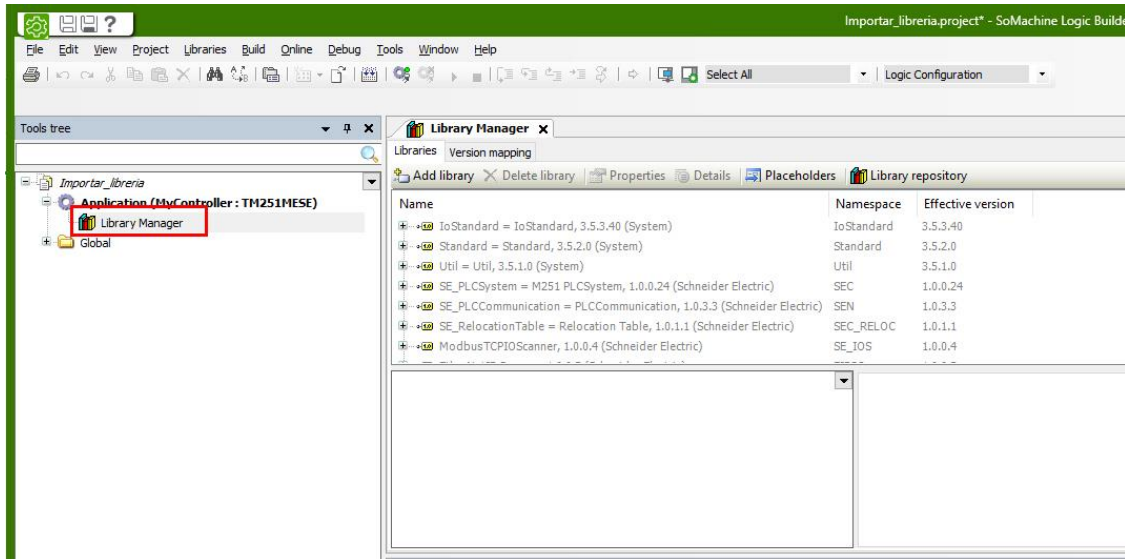 Importar_libreria.project* - SoMachine Logic Builde
File Edit View Project Libraries Build Online Debug Tools Window Help
Select All Logic Configuration
Tools tree
Importar_libreria
Application (MyController : TM251MESE)
Library Manager
Global
Library Manager
Libraries Version mapping
Add library Delete library Properties Details Placeholders Library repository
Name Namespace Effective version
IoStandard = IoStandard, 3.5.3.40 (System) IoStandard 3.5.3.40
Standard = Standard, 3.5.2.0 (System) Standard 3.5.2.0
Util = Util, 3.5.1.0 (System) Util 3.5.1.0
SE_PLCSystem = M251 PLCSystem, 1.0.0.24 (Schneider Electric) SEC 1.0.0.24
SE_PLCCommunication = PLCCommunication, 1.0.3.3 (Schneider Electric) SEN 1.0.3.3
SE_RelocationTable = Relocation Table, 1.0.1.1 (Schneider Electric) SEC_RELOC 1.0.1.1
ModbusTCPIOScanner, 1.0.0.4 (Schneider Electric) SE_IOS 1.0.0.4